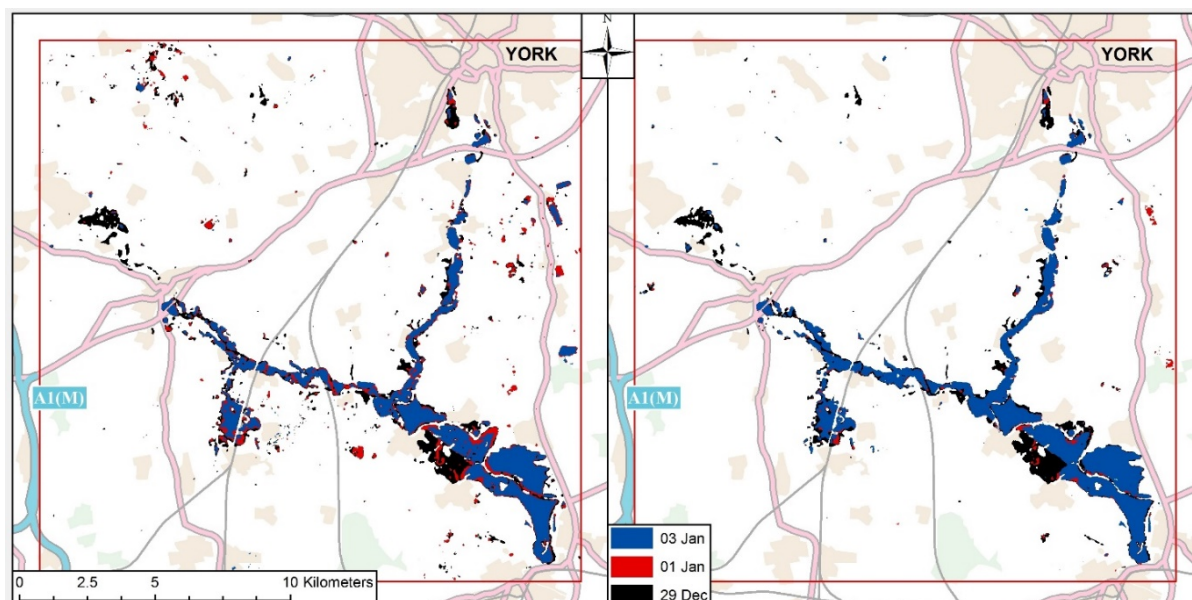 N
YORK
YORK
A1(M)
A1(M)
03 Jan
01 Jan
29 Dec
0 2.5 5 10 Kilometers